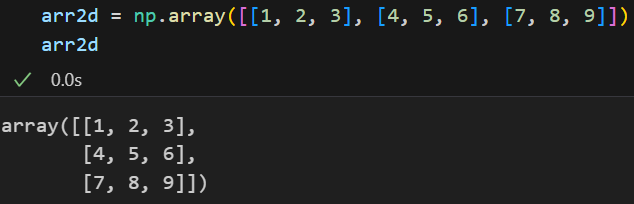 arr2d = np.array([[1, 2, 3], [4, 5, 6], [7, 8, 9]])
arr2d
✓ 0.0s
array([[1, 2, 3],
       [4, 5, 6],
       [7, 8, 9]])